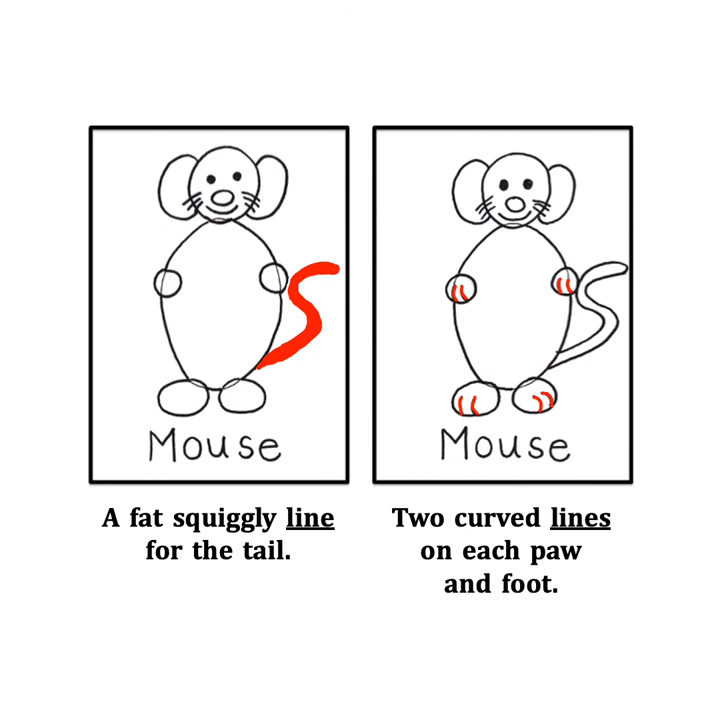 Mouse
A fat squiggly line
for the tail.
Mouse
Two curved lines
on each paw
and foot.